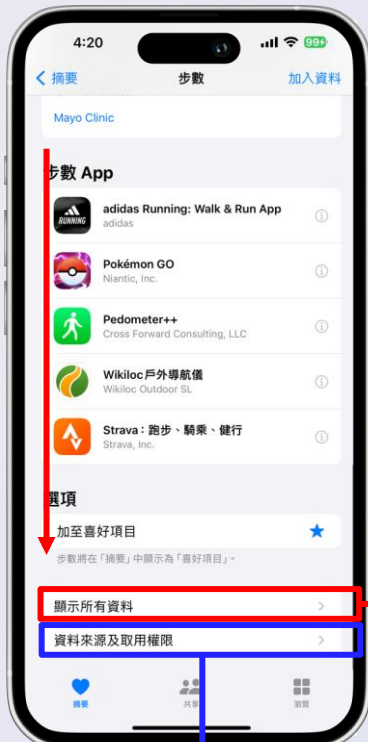 4:20
99+
摘要
步數
加入資料
Mayo Clinic
步數 App
RUNNING
adidas Running: Walk & Run App
adidas
Pokémon GO
Niantic, Inc.
Pedometer++
Cross Forward Consulting, LLC
Wikiloc戶外導航儀
Wikiloc Outdoor SL
Strava：跑步、騎乘、健行
Strava, Inc.
選項
加至喜好項目
步數將在「摘要」中顯示為「喜好項目」。
顯示所有資料
資料來源及取用權限
摘要
共享
瀏覽